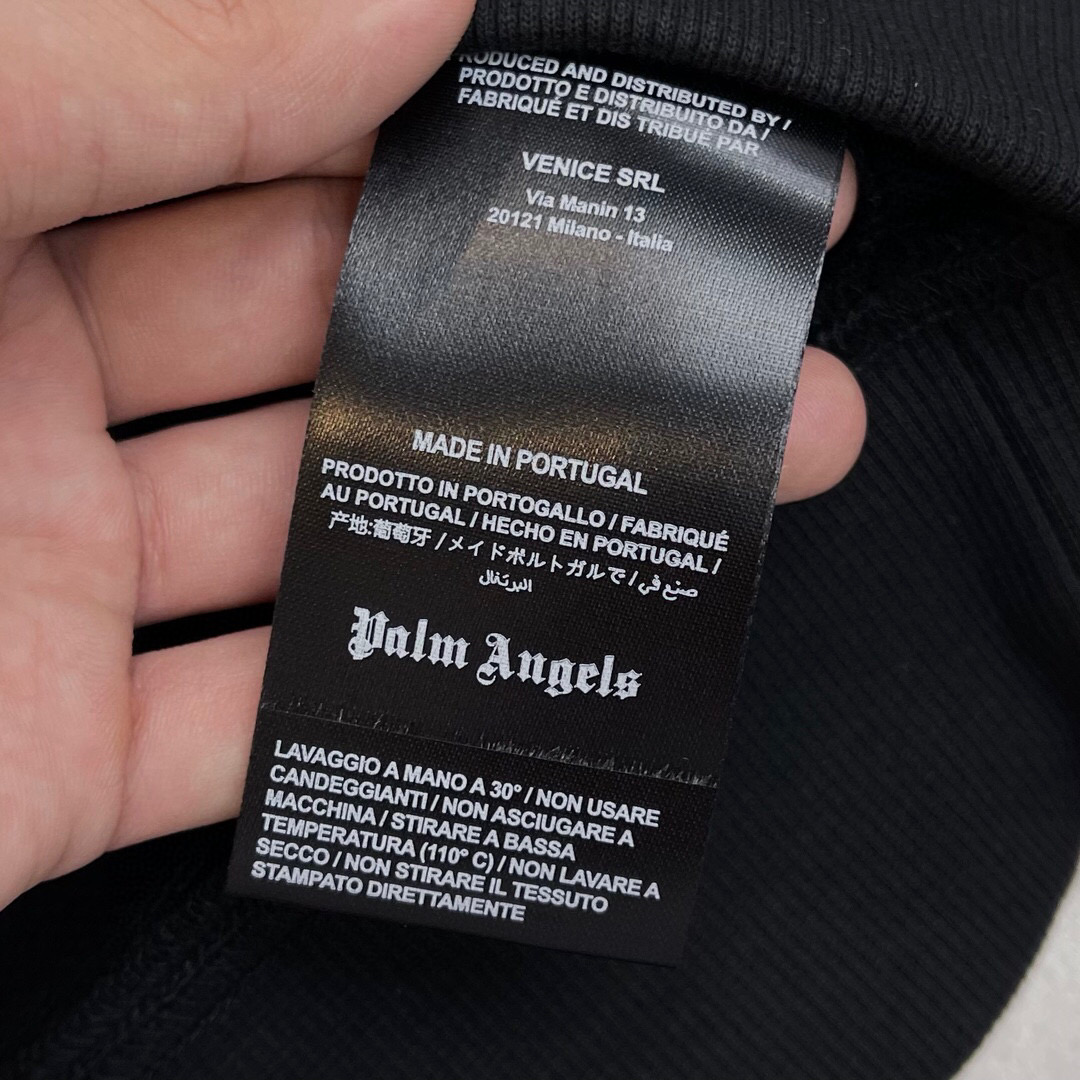 RODUCED AND DISTRIBUTED BY /
PRODOTTO E DISTRIBUITO DA /
FABRIQUÉ ET DIS TRIBUÉ PAR
VENICE SRL
Via Manin 13
20121 Milano - Italia
MADE IN PORTUGAL
PRODOTTO IN PORTOGALLO / FABRIQUÉ
AU PORTUGAL / HECHO EN PORTUGAL /
产地:葡萄牙 / メイドポルトガルで / صنع في
البرتغال
Palm Angels
LAVAGGIO A MANO A 30° / NON USARE
CANDEGGIANTI / NON ASCIUGARE A
MACCHINA / STIRARE A BASSA
TEMPERATURA (110° C) / NON LAVARE A
SECCO / NON STIRARE IL TESSUTO
STAMPATO DIRETTAMENTE